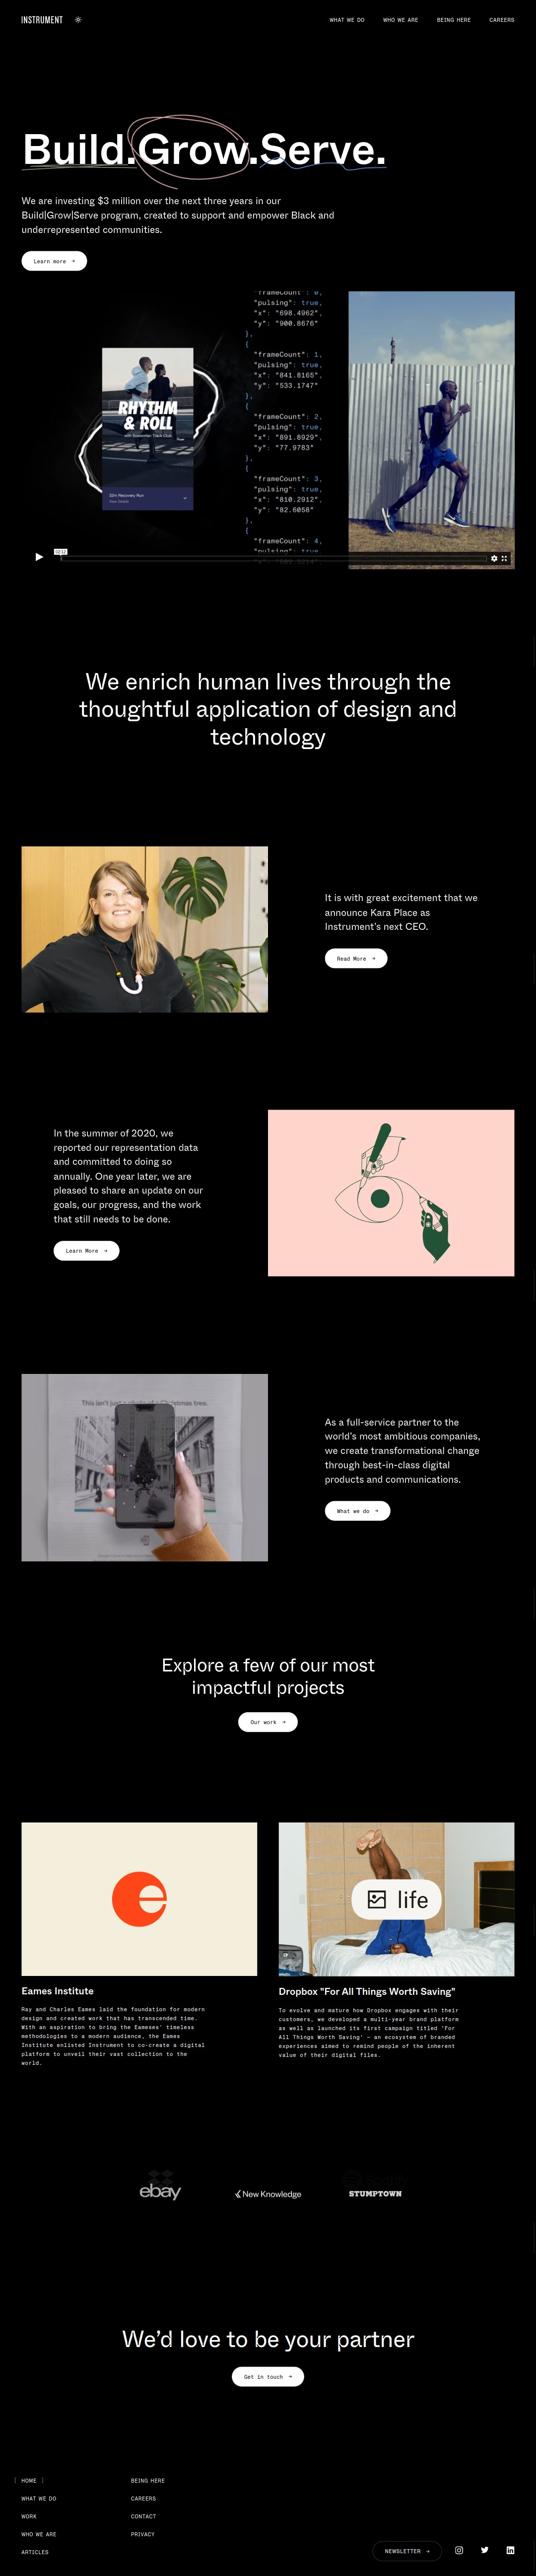 INSTRUMENT
WHAT WE DO
WHO WE ARE
BEING HERE
CAREERS
Build.Grow.Serve.
We are investing $3 million over the next three years in our
Build|Grow|Serve program, created to support and empower Black and
underrepresented communities.
Learn more →
RHYTHM
& ROLL
10m Recovery Run
"frameCount": 0,
"pulsing": true,
"x": "698.4962",
"y": "900.8676"
},
{
"frameCount": 1,
"pulsing": true,
"x": "841.8165",
"y": "533.1747"
},
{
"frameCount": 2,
"pulsing": true,
"x": "891.8929",
"y": "77.9783"
},
{
"frameCount": 3,
"pulsing": true,
"x": "810.2912",
"y": "82.6058"
},
{
"frameCount": 4,
"pulsing": true,
We enrich human lives through the
thoughtful application of design and
technology
It is with great excitement that we
announce Kara Place as
Instrument's next CEO.
Read More →
In the summer of 2020, we
reported our representation data
and committed to doing so
annually. One year later, we are
pleased to share an update on our
goals, our progress, and the work
that still needs to be done.
Learn More →
This isn't just a photo of a Christmas tree.
As a full-service partner to the
world's most ambitious companies,
we create transformational change
through best-in-class digital
products and communications.
What we do →
Explore a few of our most
impactful projects
Our work →
life
Eames Institute
Ray and Charles Eames laid the foundation for modern
design and created work that has transcended time.
With an aspiration to bring the Eameses' timeless
methodologies to a modern audience, the Eames
Institute enlisted Instrument to co-create a digital
platform to unveil their vast collection to the
world.
Dropbox "For All Things Worth Saving"
To evolve and mature how Dropbox engages with their
customers, we developed a multi-year brand platform
as well as launched its first campaign titled 'For
All Things Worth Saving' – an ecosystem of branded
experiences aimed to remind people of the inherent
value of their digital files.
ebay
New Knowledge
Spotify
STUMPTOWN
We'd love to be your partner
Get in touch →
HOME
WHAT WE DO
WORK
WHO WE ARE
ARTICLES
BEING HERE
CAREERS
CONTACT
PRIVACY
NEWSLETTER →